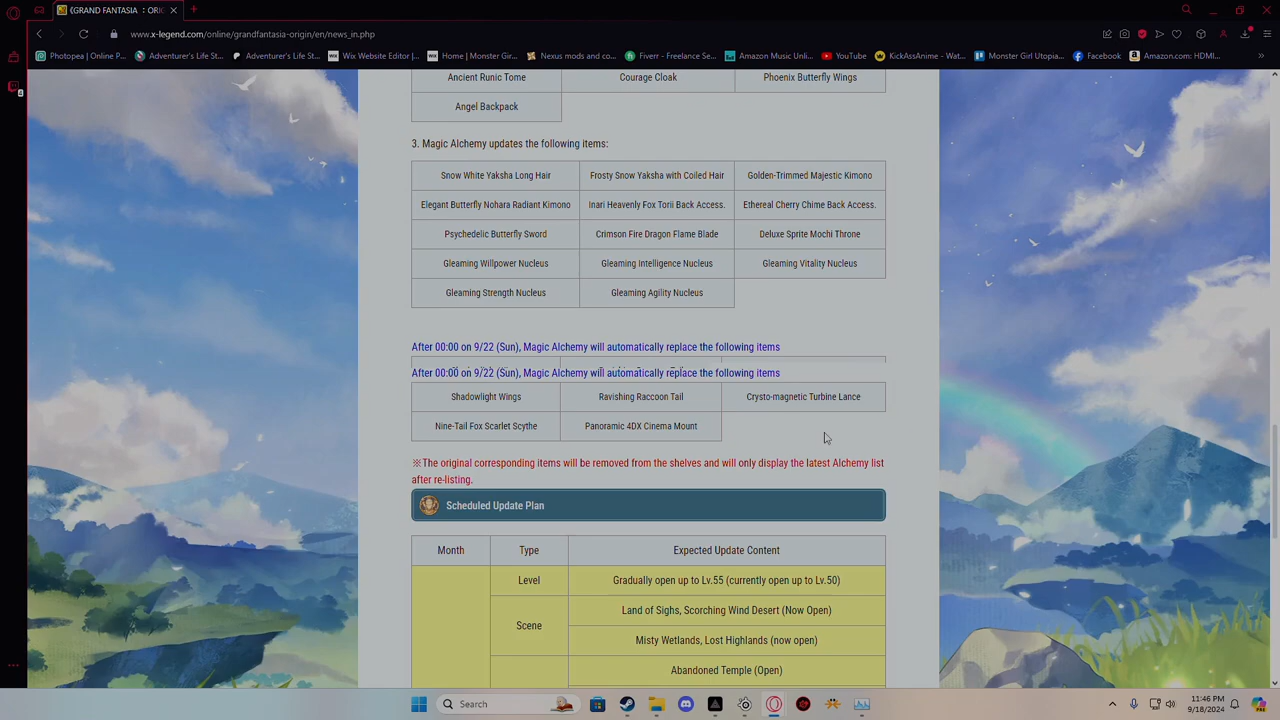 《GRAND FANTASIA : ORIG
www.x-legend.com/online/grandfantasia-origin/en/news_in.php
Photopea | Online P...
Adventurer's Life St...
Adventurer's Life St...
Wix Website Editor |...
Home | Monster Gir...
Nexus mods and co...
Fiverr - Freelance Se...
Amazon Music Unli...
YouTube
KickAssAnime - Wat...
Monster Girl Utopia...
Facebook
Amazon.com: HDMI...
4
Ancient Runic Tome Courage Cloak Phoenix Butterfly Wings
Angel Backpack
3. Magic Alchemy updates the following items:
Snow White Yaksha Long Hair Frosty Snow Yaksha with Coiled Hair Golden-Trimmed Majestic Kimono
Elegant Butterfly Nohara Radiant Kimono Inari Heavenly Fox Torii Back Access. Ethereal Cherry Chime Back Access.
Psychedelic Butterfly Sword Crimson Fire Dragon Flame Blade Deluxe Sprite Mochi Throne
Gleaming Willpower Nucleus Gleaming Intelligence Nucleus Gleaming Vitality Nucleus
Gleaming Strength Nucleus Gleaming Agility Nucleus
After 00:00 on 9/22 (Sun), Magic Alchemy will automatically replace the following items
After 00:00 on 9/22 (Sun), Magic Alchemy will automatically replace the following items
Shadowlight Wings Ravishing Raccoon Tail Crysto-magnetic Turbine Lance
Nine-Tail Fox Scarlet Scythe Panoramic 4DX Cinema Mount
※The original corresponding items will be removed from the shelves and will only display the latest Alchemy list
after re-listing.
Scheduled Update Plan
Month Type Expected Update Content
Level Gradually open up to Lv.55 (currently open up to Lv.50)
Scene Land of Sighs, Scorching Wind Desert (Now Open)
Misty Wetlands, Lost Highlands (now open)
Abandoned Temple (Open)
Search
11:46 PM
9/18/2024